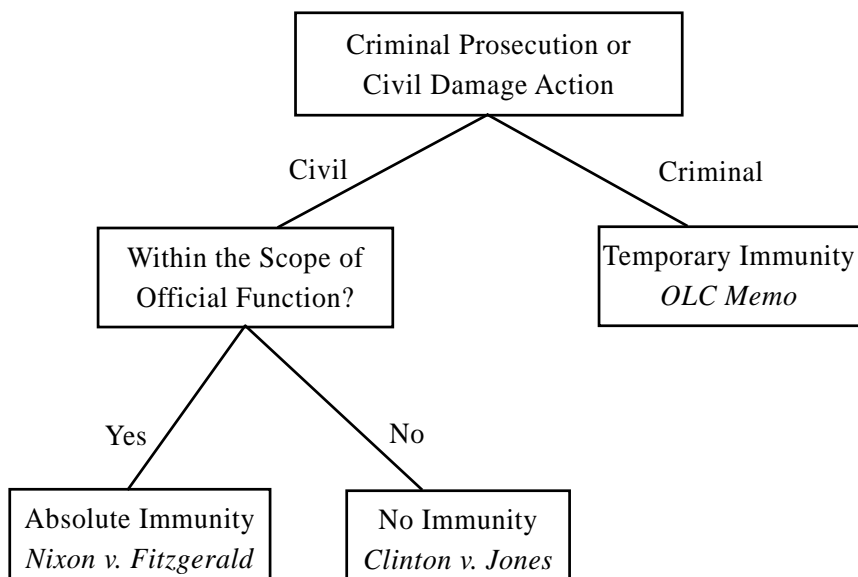 Criminal Prosecution or
Civil Damage Action
Civil
Criminal
Within the Scope of
Official Function?
Temporary Immunity
OLC Memo
Yes
No
Absolute Immunity
Nixon v. Fitzgerald
No Immunity
Clinton v. Jones